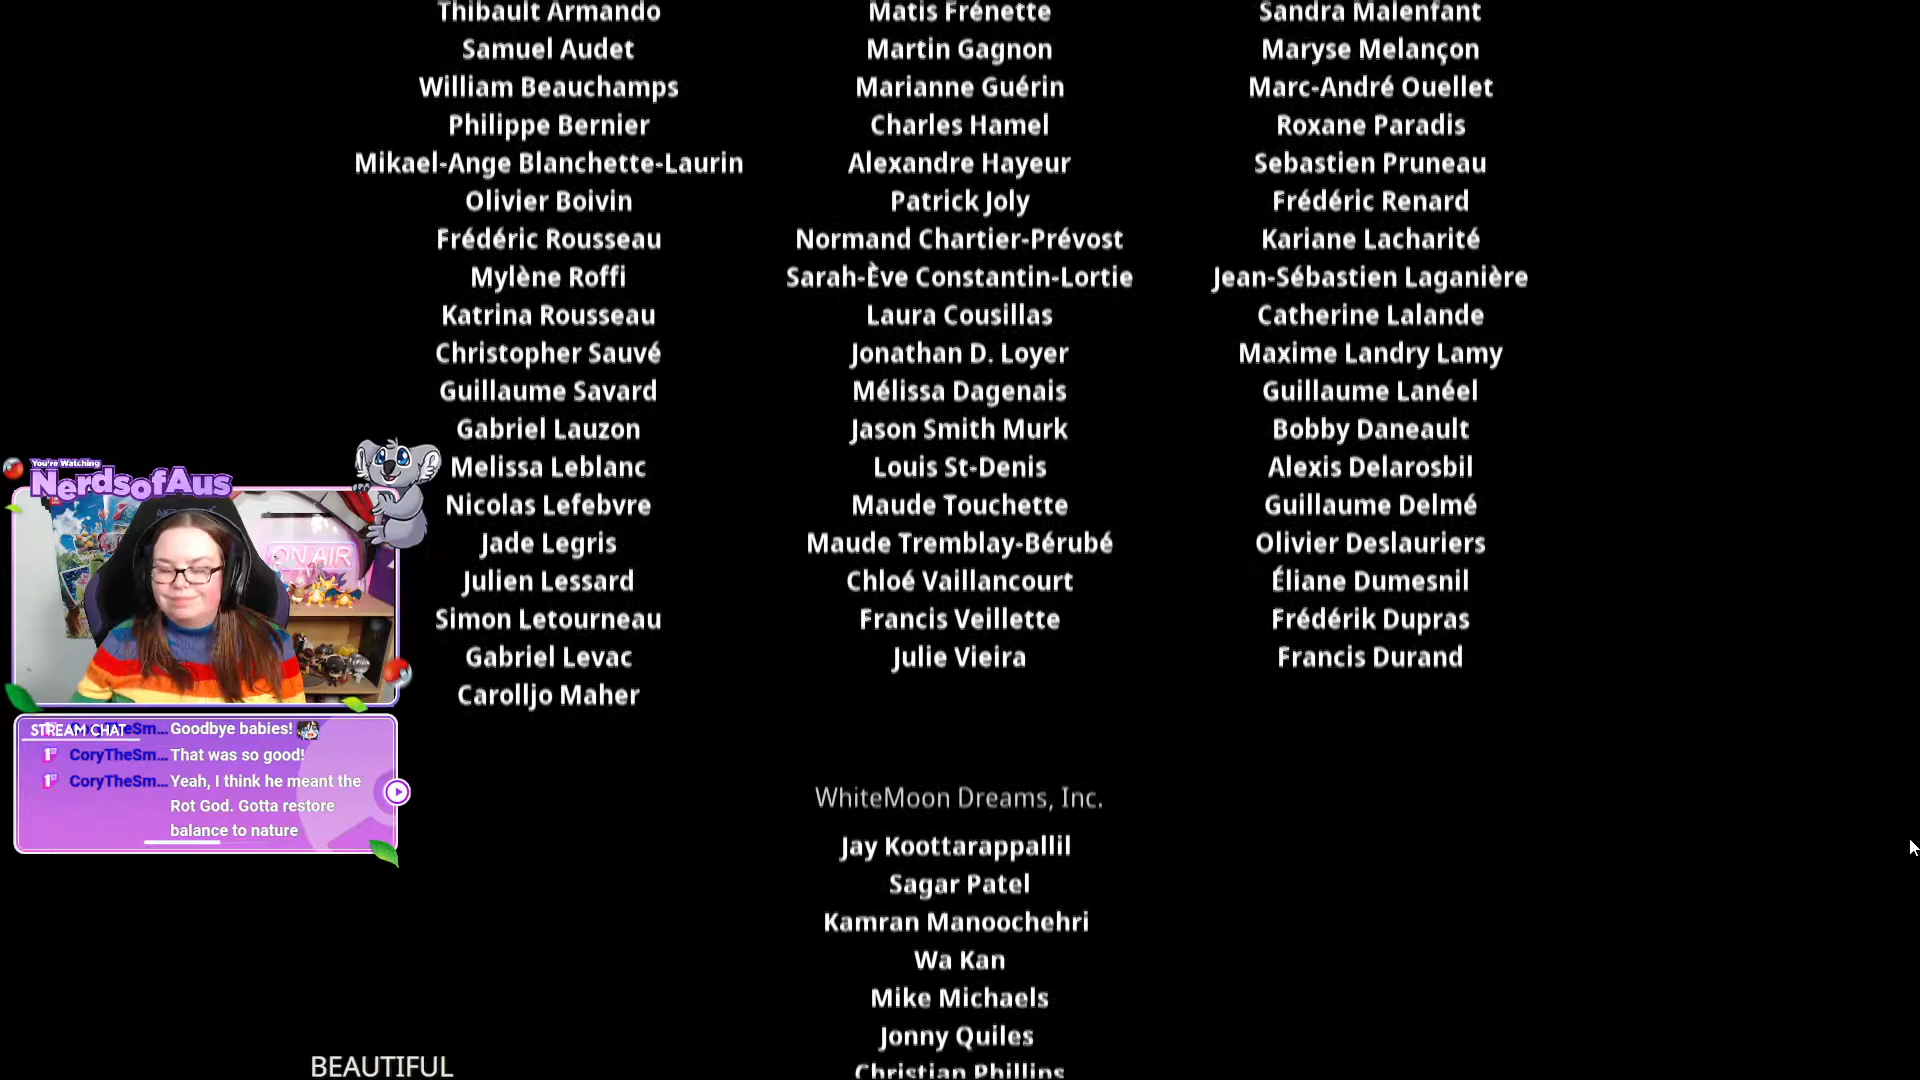 Thibault Armando
Samuel Audet
William Beauchamps
Philippe Bernier
Mikael-Ange Blanchette-Laurin
Olivier Boivin
Frédéric Rousseau
Mylène Roffi
Katrina Rousseau
Christopher Sauvé
Guillaume Savard
Gabriel Lauzon
Melissa Leblanc
Nicolas Lefebvre
Jade Legris
Julien Lessard
Simon Letourneau
Gabriel Levac
Carolljo Maher
Matis Frénette
Martin Gagnon
Marianne Guérin
Charles Hamel
Alexandre Hayeur
Patrick Joly
Normand Chartier-Prévost
Sarah-Ève Constantin-Lortie
Laura Cousillas
Jonathan D. Loyer
Mélissa Dagenais
Jason Smith Murk
Louis St-Denis
Maude Touchette
Maude Tremblay-Bérubé
Chloé Vaillancourt
Francis Veillette
Julie Vieira
Sandra Malenfant
Maryse Melançon
Marc-André Ouellet
Roxane Paradis
Sebastien Pruneau
Frédéric Renard
Kariane Lacharité
Jean-Sébastien Laganière
Catherine Lalande
Maxime Landry Lamy
Guillaume Lanéel
Bobby Daneault
Alexis Delarosbil
Guillaume Delmé
Olivier Deslauriers
Éliane Dumesnil
Frédérik Dupras
Francis Durand
WhiteMoon Dreams, Inc.
Jay Koottarappallil
Sagar Patel
Kamran Manoochehri
Wa Kan
Mike Michaels
Jonny Quiles
Christian Phillips
You're Watching
NerdsofAus
ON AIR
STREAM CHAT
Goodbye babies!
CoryTheSm... That was so good!
CoryTheSm... Yeah, I think he meant the
Rot God. Gotta restore
balance to nature
BEAUTIFUL